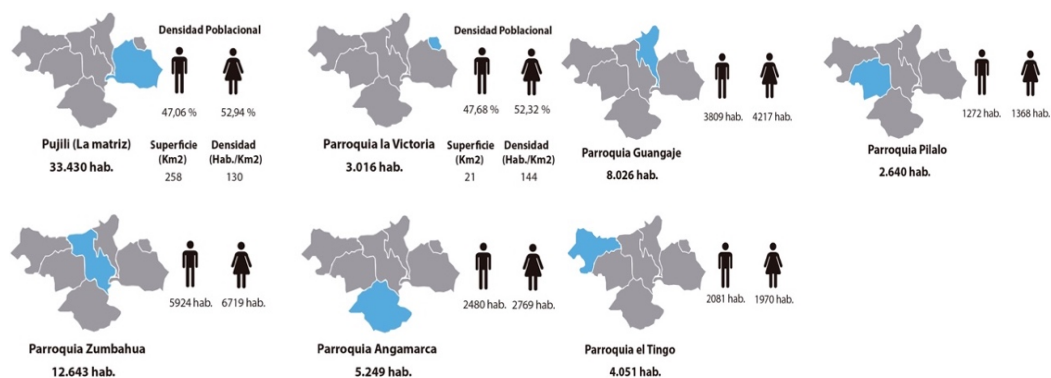 Densidad Poblacional
47,06 % 52,94 %
Pujili (La matriz)
33.430 hab.
Superficie (Km2) 258
Densidad (Hab./Km2) 130
Densidad Poblacional
47,68 % 52,32 %
Parroquia la Victoria
3.016 hab.
Superficie (Km2) 21
Densidad (Hab./Km2) 144
3809 hab. 4217 hab.
Parroquia Guangaje
8.026 hab.
1272 hab. 1368 hab.
Parroquia Pilalo
2.640 hab.
5924 hab. 6719 hab.
Parroquia Zumbahua
12.643 hab.
2480 hab. 2769 hab.
Parroquia Angamarca
5.249 hab.
2081 hab. 1970 hab.
Parroquia el Tingo
4.051 hab.